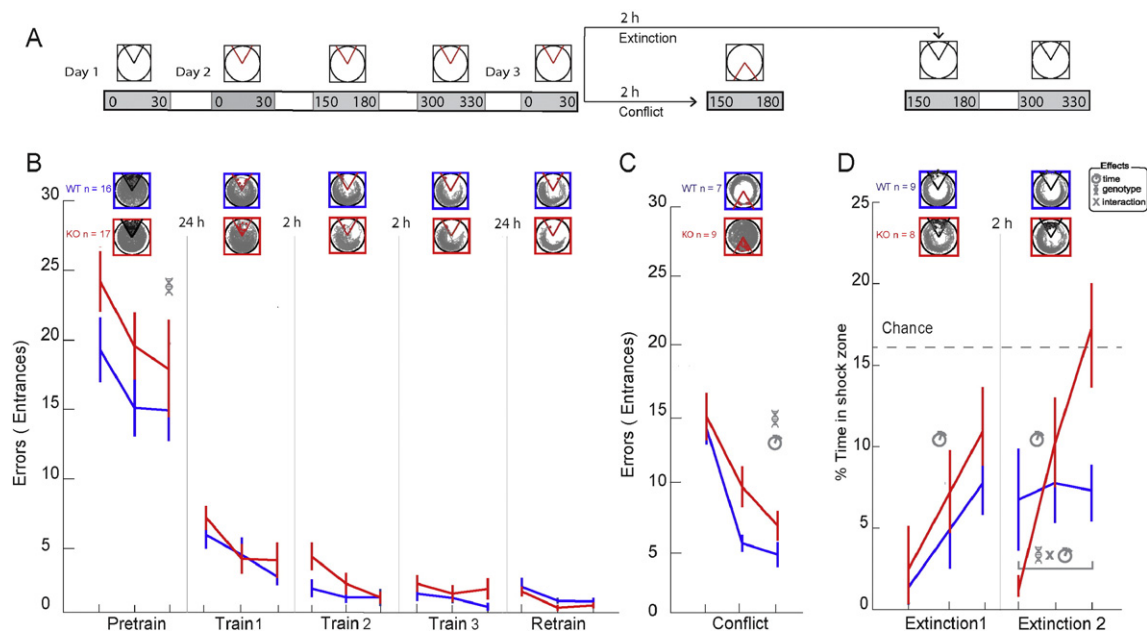 A
2 h
Extinction
Day 1
Day 2
Day 3
2 h
Conflict
0 30
0 30
150 180
300 330
0 30
150 180
150 180
300 330
B
WT n = 16
KO n = 17
24 h
2 h
2 h
24 h
Errors ( Entrances)
30
25
20
15
10
5
0
Pretrain
Train1
Train 2
Train 3
Retrain
C
WT n = 7
KO n = 9
Errors ( Entrances)
30
25
20
15
10
5
0
Conflict
D
Effects
time
genotype
interaction
WT n = 9
KO n = 8
2 h
Chance
% Time in shock zone
25
20
15
10
5
0
x
Extinction1
Extinction 2